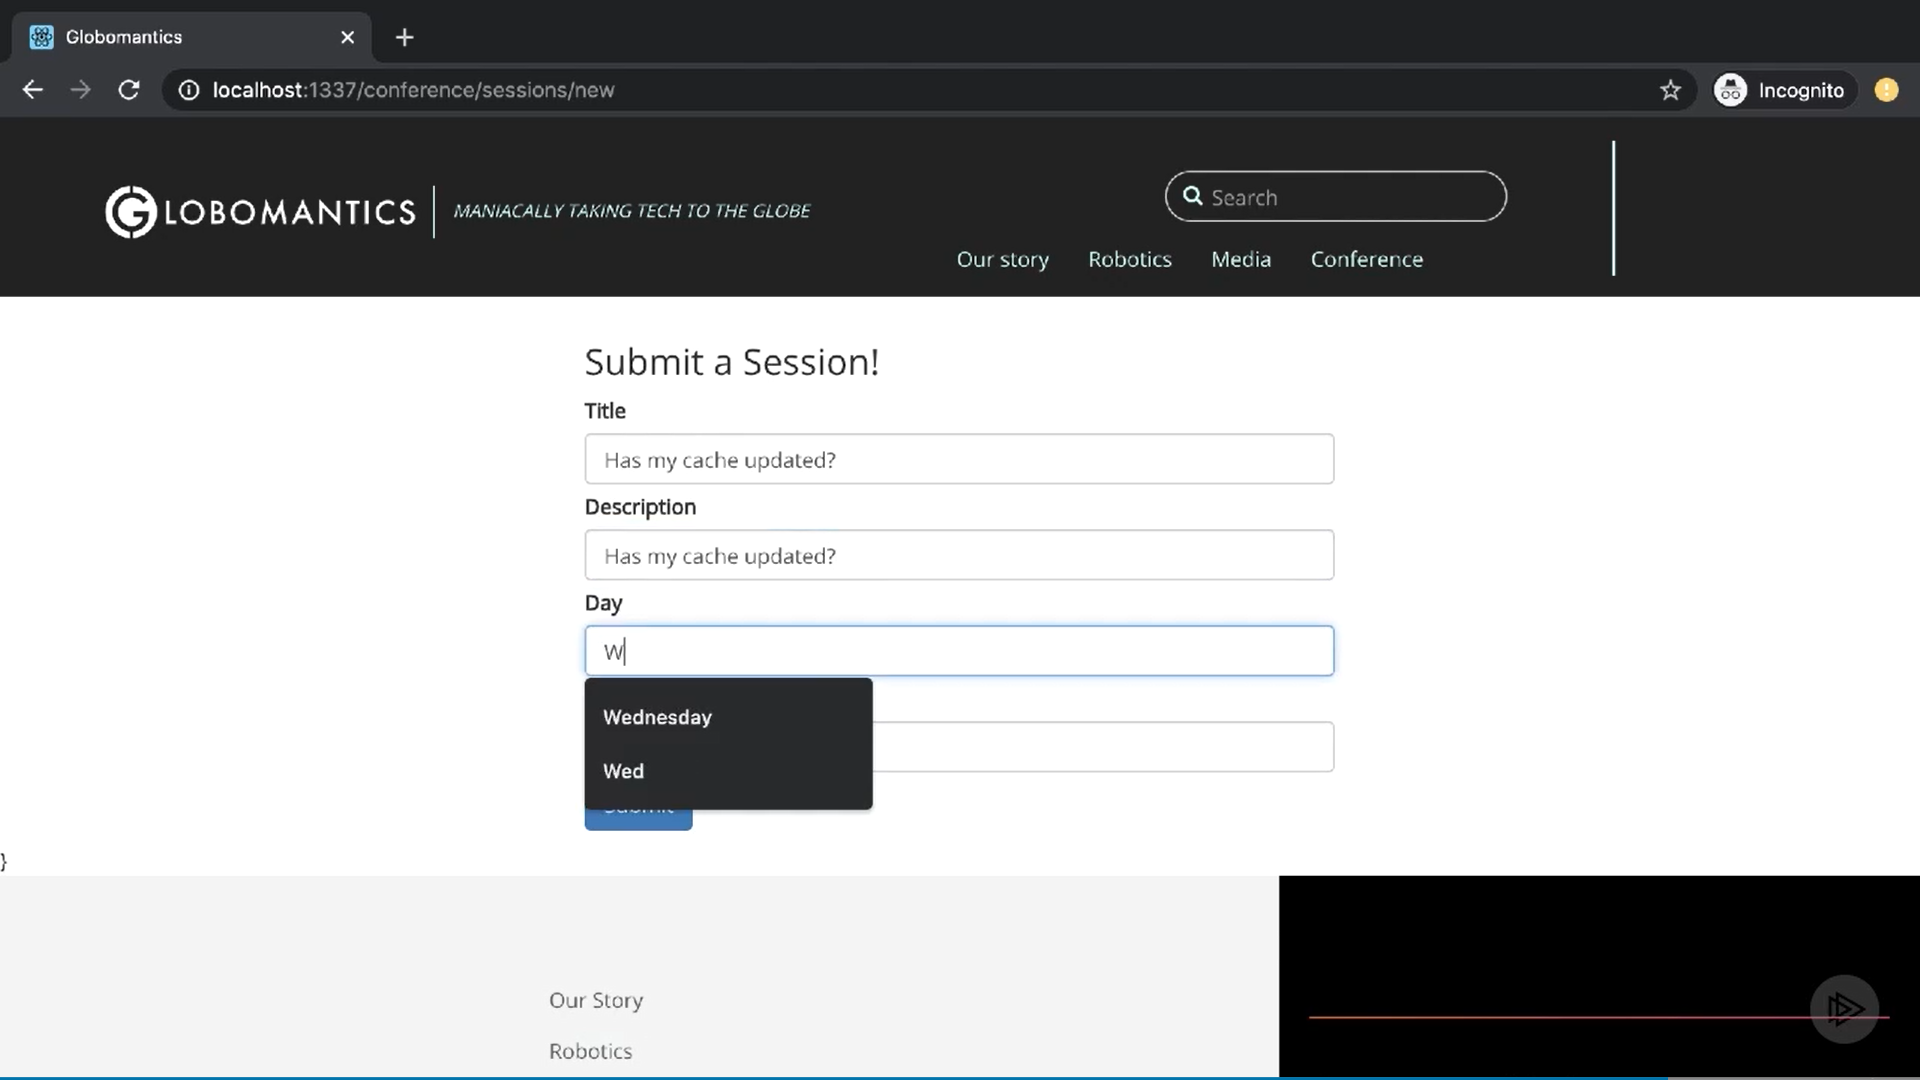 Globomantics
localhost:1337/conference/sessions/new
Incognito
GLOBOMANTICS
MANIACALLY TAKING TECH TO THE GLOBE
Search
Our story
Robotics
Media
Conference
Submit a Session!
Title
Has my cache updated?
Description
Has my cache updated?
Day
W
Wednesday
Wed
}
Our Story
Robotics